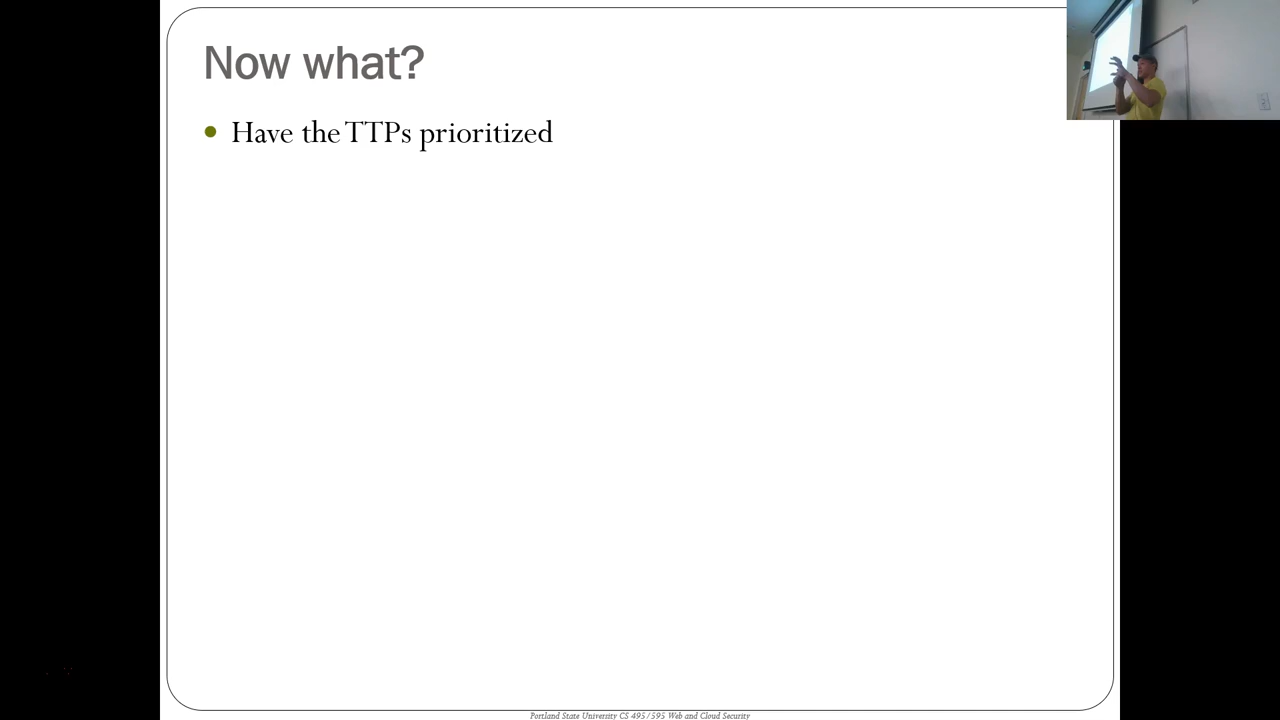 Now what?
Have the TTPs prioritized
Portland State University CS 495/595 Web and Cloud Security